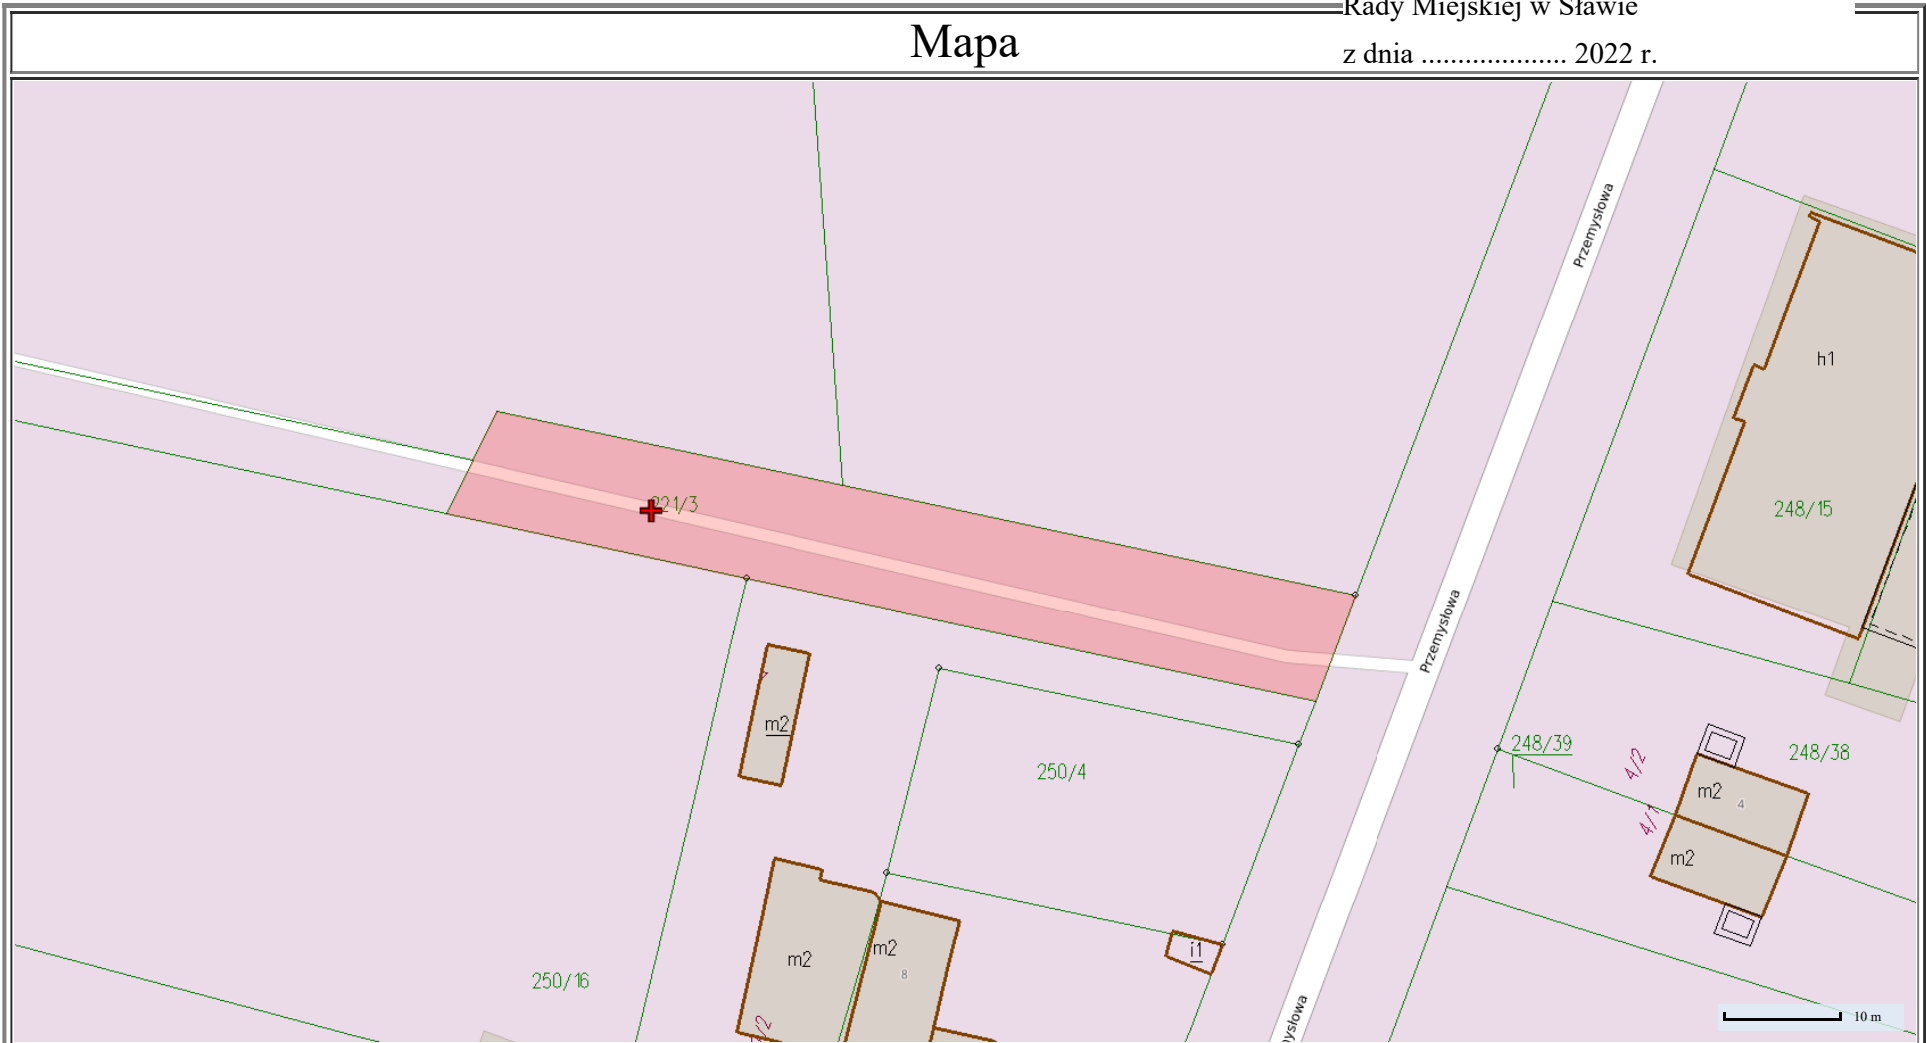 Rady Miejskiej w Sławie
Mapa
z dnia .................... 2022 r.
Przemysłowa
h1
221/3
248/15
Przemysłowa
m2
248/39
248/38
4/2
250/4
m2
4
4/1
m2
m2
m2
i1
8
250/16
10 m